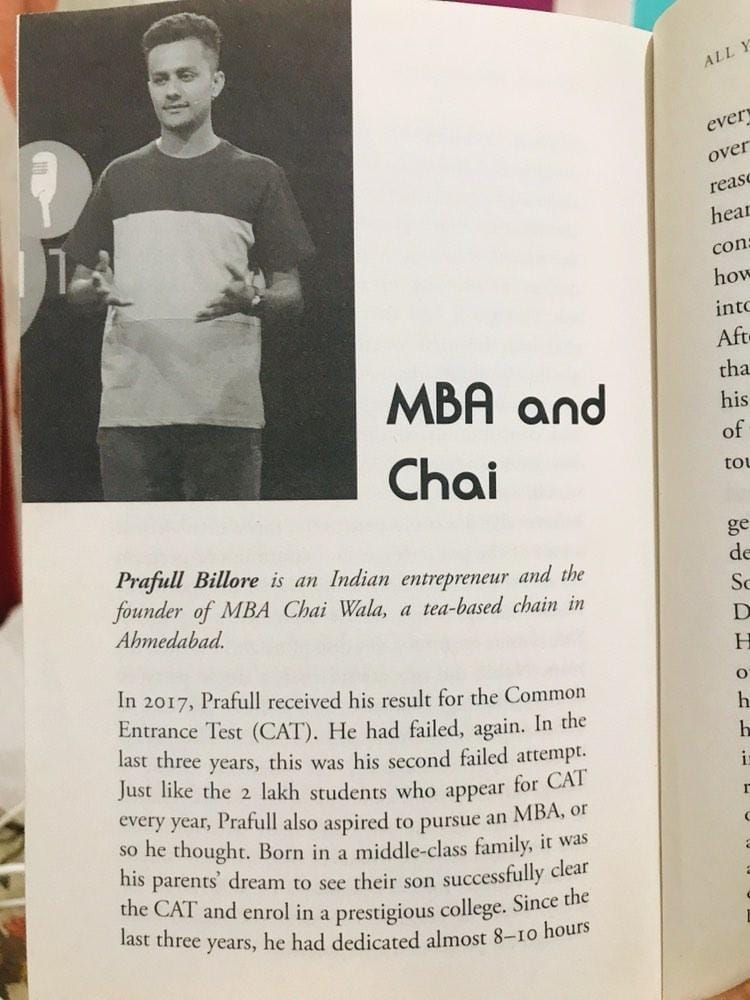 MBA and
Chai
Prafull Billore is an Indian entrepreneur and the
founder of MBA Chai Wala, a tea-based chain in
Ahmedabad.
In 2017, Prafull received his result for the Common
Entrance Test (CAT). He had failed, again. In the
last three years, this was his second failed attempt.
Just like the 2 lakh students who appear for CAT
every year, Prafull also aspired to pursue an MBA, or
so he thought. Born in a middle-class family, it was
his parents' dream to see their son successfully clear
the CAT and enrol in a prestigious college. Since the
last three years, he had dedicated almost 8–10 hours
ALL
over
into
his
of